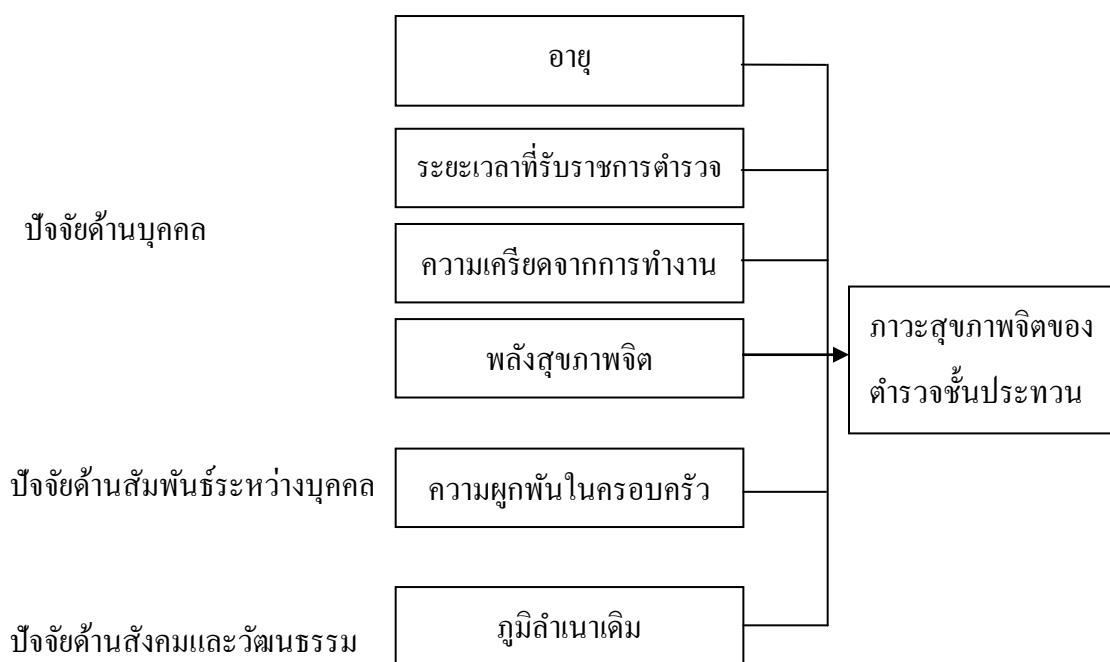 อายุ
ระยะเวลาที่รับราชการตำรวจ
ปัจจัยด้านบุคคล
ความเครียดจากการทำงาน
พลังสุขภาพจิต
ภาวะสุขภาพจิตของ
ตำรวจชั้นประทวน
ปัจจัยด้านสัมพันธ์ระหว่างบุคคล
ความผูกพันในครอบครัว
ปัจจัยด้านสังคมและวัฒนธรรม
ภูมิลำเนาเดิม